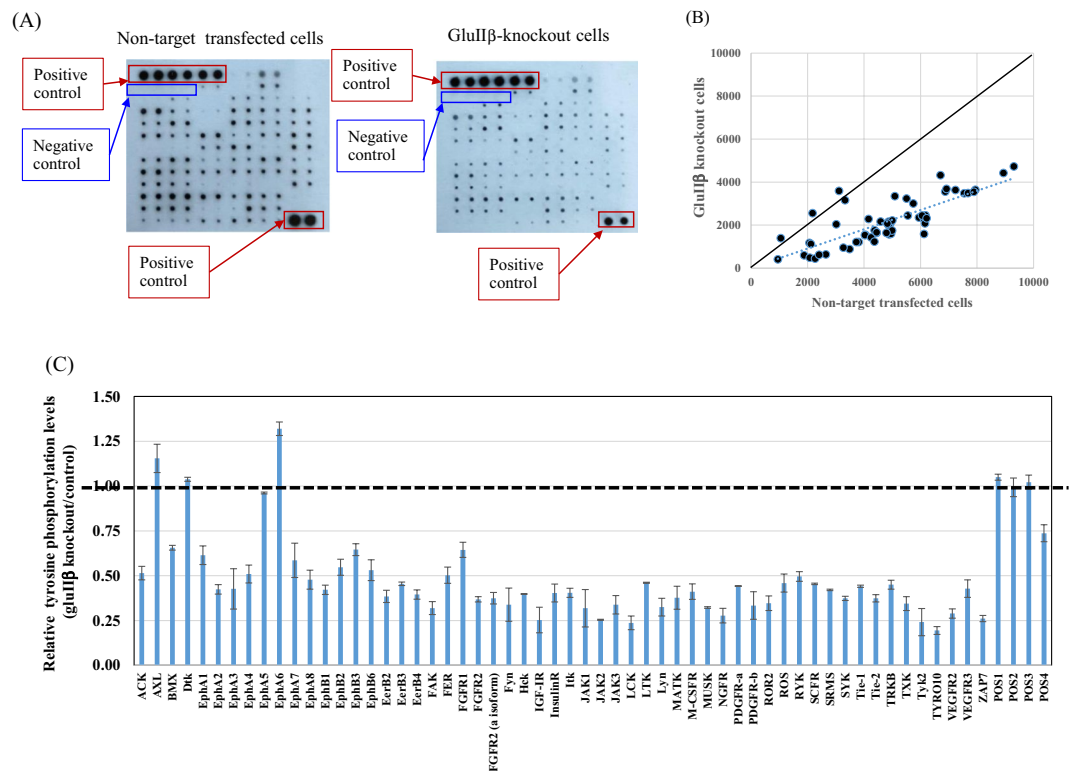 (A)
Non-target transfected cells
GluIIβ-knockout cells
Positive
control
Negative
control
Positive
control
Positive
control
Negative
control
Positive
control
(B)
GluIIβ knockout cells
10000
8000
6000
4000
2000
0
0 2000 4000 6000 8000 10000
Non-target transfected cells
(C)
Relative tyrosine phosphorylation levels
(gluIIβ knockout/control)
1.50
1.25
1.00
0.75
0.50
0.25
0.00
ACK
AXL
BMX
Dtk
EphA1
EphA2
EphA3
EphA4
EphA5
EphA6
EphA7
EphA8
EphB1
EphB2
EphB3
EphB6
EerB2
EerB3
EerB4
FAK
FER
FGFR1
FGFR2
FGFR2 (a isoform)
Fyn
Hck
IGF-IR
InsulinR
Itk
JAK1
JAK2
JAK3
LCK
LTK
Lyn
MATK
M-CSFR
MUSK
NGFR
PDGFR-a
PDGFR-b
ROR2
ROS
RYK
SCFR
SRMS
SYK
Tie-1
Tie-2
TRKB
TXK
Tyk2
TYRO10
VEGFR2
VEGFR3
ZAP7
POS1
POS2
POS3
POS4